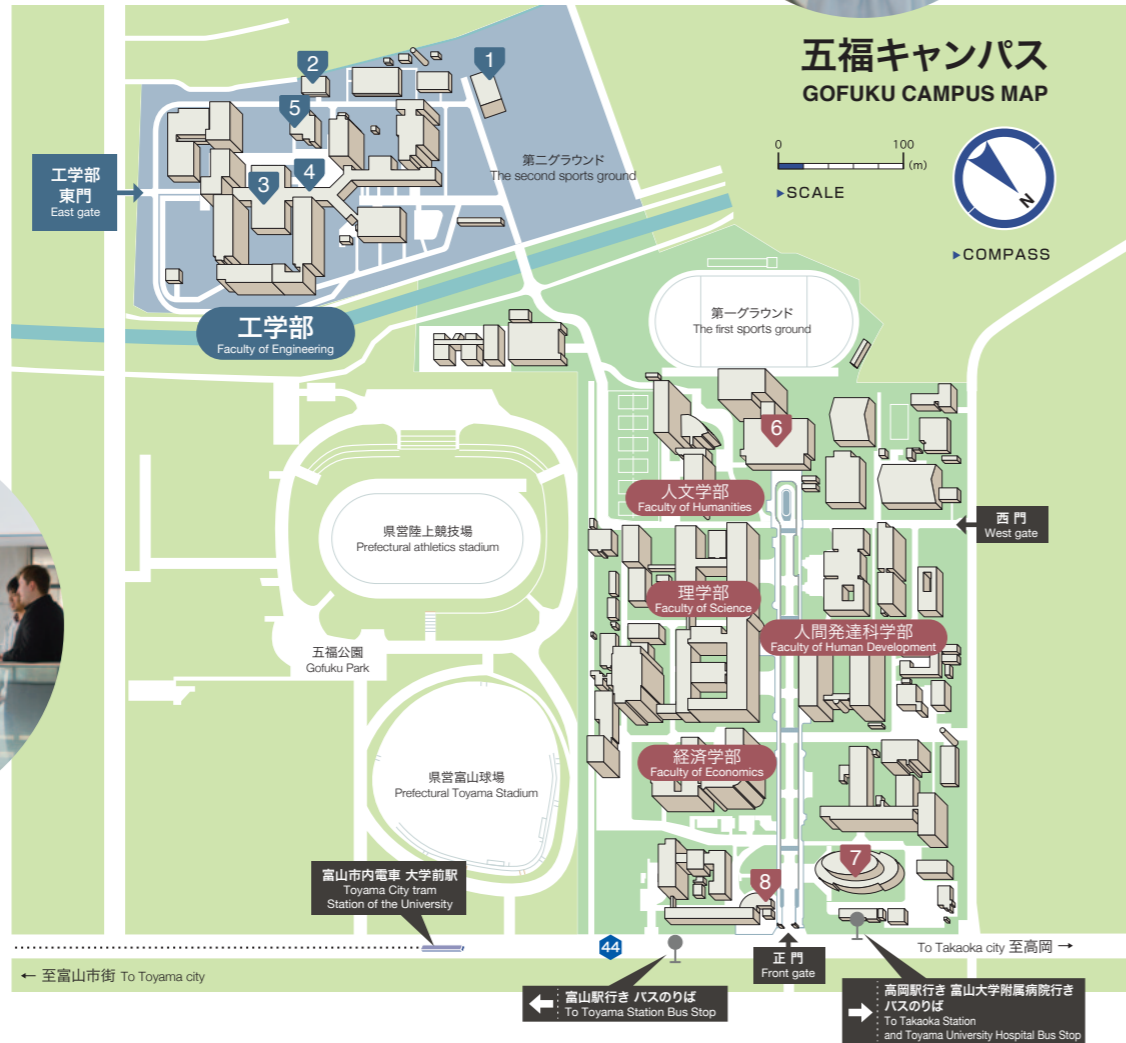 五福キャンパス
GOFUKU CAMPUS MAP
0 100
(m)
▶SCALE
N
▶COMPASS
1
2
5
3
4
第二グラウンド
The second sports ground
工学部
東門
East gate
工学部
Faculty of Engineering
第一グラウンド
The first sports ground
6
人文学部
Faculty of Humanities
西門
West gate
県営陸上競技場
Prefectural athletics stadium
理学部
Faculty of Science
人間発達科学部
Faculty of Human Development
五福公園
Gofuku Park
経済学部
Faculty of Economics
県営富山球場
Prefectural Toyama Stadium
7
8
富山市内電車 大学前駅
Toyama City tram
Station of the University
44
To Takaoka city 至高岡 →
← 至富山市街 To Toyama city
正門
Front gate
富山駅行き バスのりば
To Toyama Station Bus Stop
高岡駅行き 富山大学附属病院行き
バスのりば
To Takaoka Station
and Toyama University Hospital Bus Stop